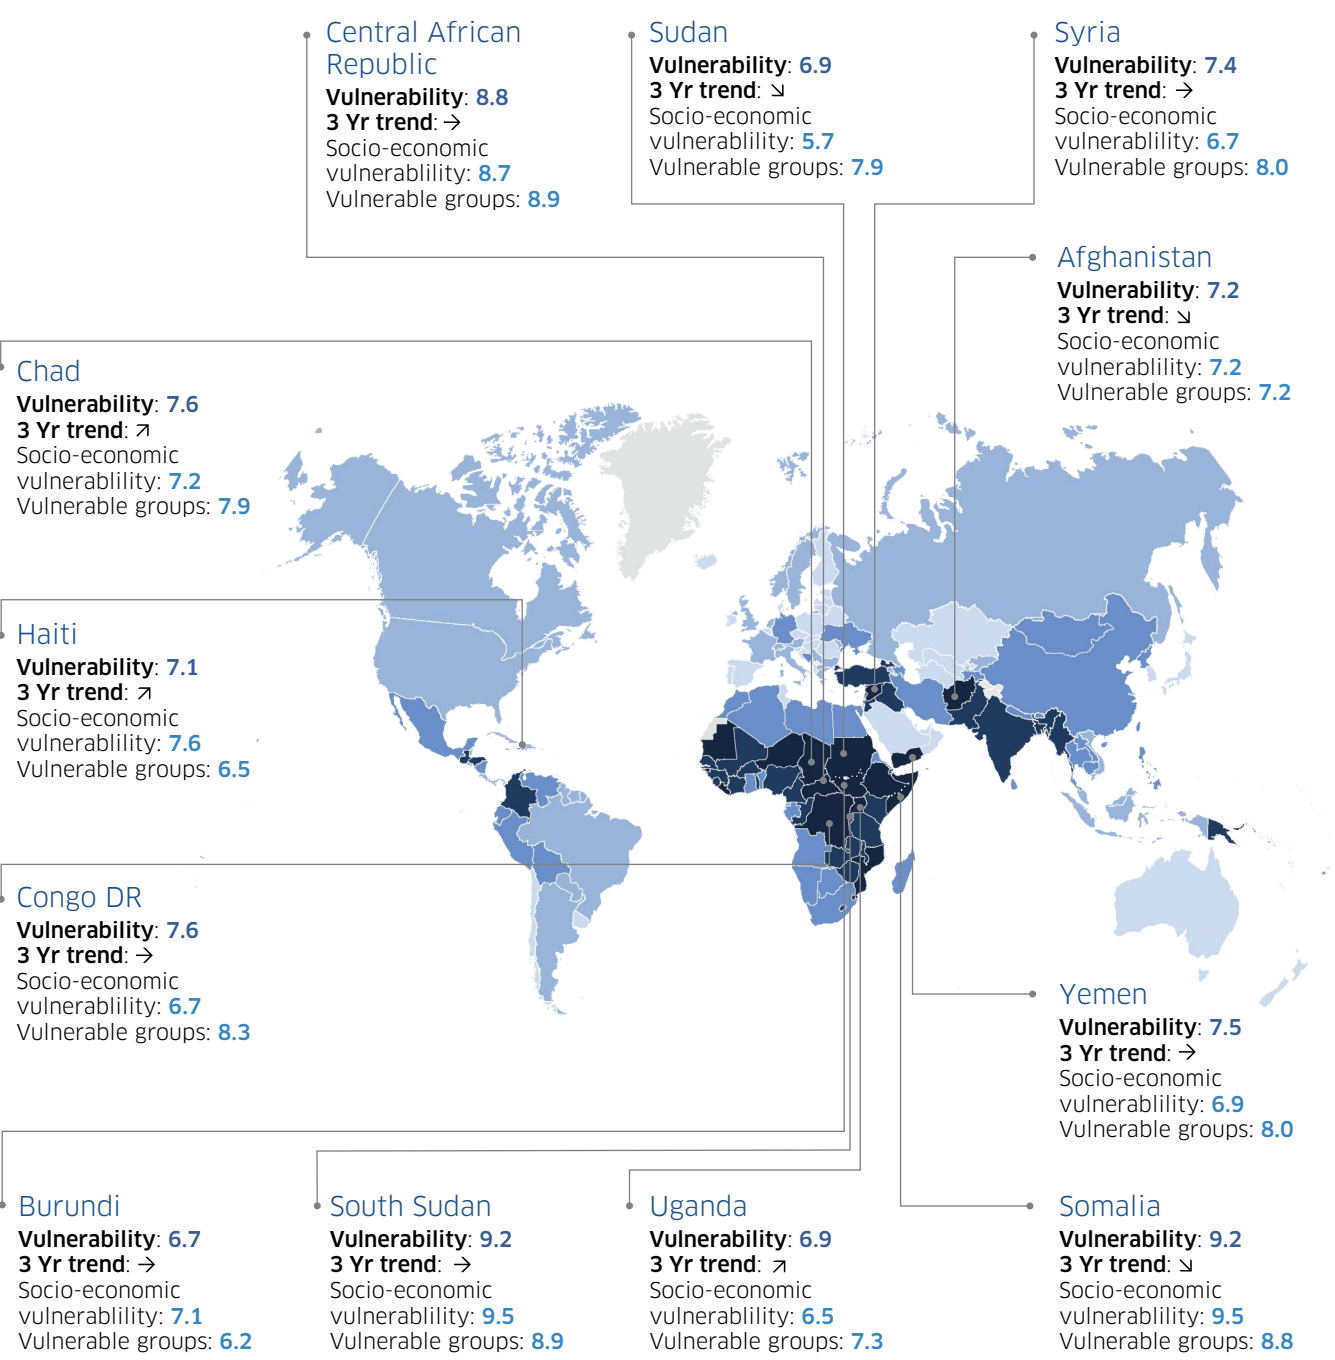 Central African
Republic
Vulnerability: 8.8
3 Yr trend: →
Socio-economic
vulnerablility: 8.7
Vulnerable groups: 8.9
Sudan
Vulnerability: 6.9
3 Yr trend: ↘
Socio-economic
vulnerablility: 5.7
Vulnerable groups: 7.9
Syria
Vulnerability: 7.4
3 Yr trend: →
Socio-economic
vulnerablility: 6.7
Vulnerable groups: 8.0
Afghanistan
Vulnerability: 7.2
3 Yr trend: ↘
Socio-economic
vulnerablility: 7.2
Vulnerable groups: 7.2
Chad
Vulnerability: 7.6
3 Yr trend: ↗
Socio-economic
vulnerablility: 7.2
Vulnerable groups: 7.9
Haiti
Vulnerability: 7.1
3 Yr trend: ↗
Socio-economic
vulnerablility: 7.6
Vulnerable groups: 6.5
Congo DR
Vulnerability: 7.6
3 Yr trend: →
Socio-economic
vulnerablility: 6.7
Vulnerable groups: 8.3
Yemen
Vulnerability: 7.5
3 Yr trend: →
Socio-economic
vulnerablility: 6.9
Vulnerable groups: 8.0
Burundi
Vulnerability: 6.7
3 Yr trend: →
Socio-economic
vulnerablility: 7.1
Vulnerable groups: 6.2
South Sudan
Vulnerability: 9.2
3 Yr trend: →
Socio-economic
vulnerablility: 9.5
Vulnerable groups: 8.9
Uganda
Vulnerability: 6.9
3 Yr trend: ↗
Socio-economic
vulnerablility: 6.5
Vulnerable groups: 7.3
Somalia
Vulnerability: 9.2
3 Yr trend: ↘
Socio-economic
vulnerablility: 9.5
Vulnerable groups: 8.8